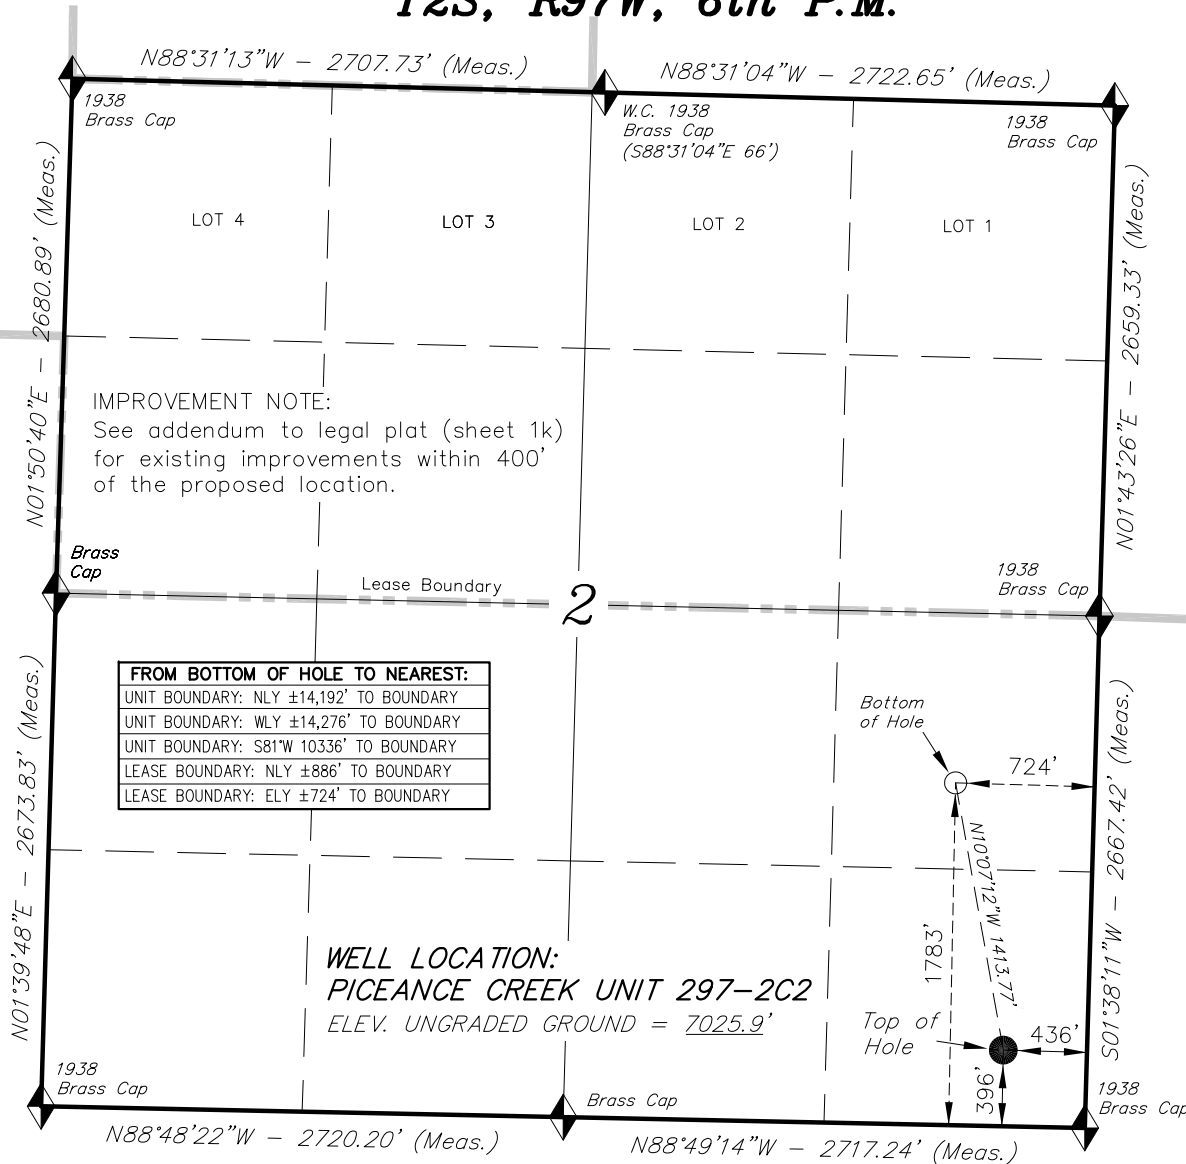 T2S, R97W, 6th P.M.
N88°31'13"W - 2707.73' (Meas.)
N88°31'04"W - 2722.65' (Meas.)
1938
Brass Cap
W.C. 1938
Brass Cap
(S88°31'04"E 66')
1938
Brass Cap
N01°50'40"E - 2680.89' (Meas.)
LOT 4
LOT 3
LOT 2
LOT 1
N01°43'26"E - 2659.33' (Meas.)
IMPROVEMENT NOTE:
See addendum to legal plat (sheet 1k)
for existing improvements within 400'
of the proposed location.
Brass
Cap
Lease Boundary
2
1938
Brass Cap
FROM BOTTOM OF HOLE TO NEAREST:
UNIT BOUNDARY: NLY ±14,192' TO BOUNDARY
UNIT BOUNDARY: WLY ±14,276' TO BOUNDARY
UNIT BOUNDARY: S81°W 10336' TO BOUNDARY
LEASE BOUNDARY: NLY ±886' TO BOUNDARY
LEASE BOUNDARY: ELY ±724' TO BOUNDARY
N01°39'48"E - 2673.83' (Meas.)
Bottom
of Hole
724'
N10°07'12"W 1413.77'
1783'
S01°38'11"W - 2667.42' (Meas.)
WELL LOCATION:
PICEANCE CREEK UNIT 297-2C2
ELEV. UNGRADED GROUND = 7025.9'
Top of
Hole
436'
396'
1938
Brass Cap
Brass Cap
1938
Brass Cap
N88°48'22"W - 2720.20' (Meas.)
N88°49'14"W - 2717.24' (Meas.)